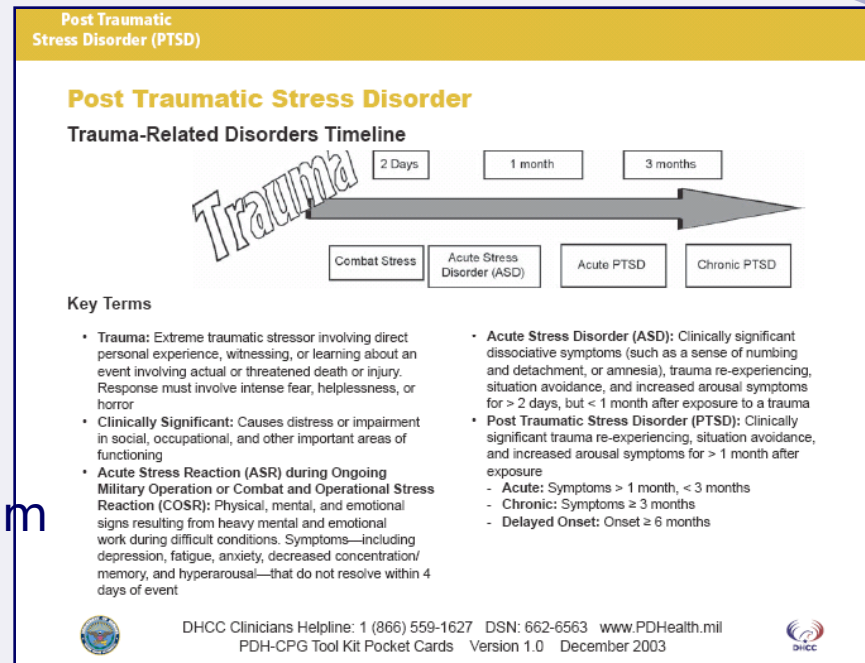 Post Traumatic
Stress Disorder (PTSD)
Post Traumatic Stress Disorder
Trauma-Related Disorders Timeline
Trauma
2 Days
1 month
3 months
Combat Stress
Acute Stress
Disorder (ASD)
Acute PTSD
Chronic PTSD
Key Terms
• Trauma: Extreme traumatic stressor involving direct
personal experience, witnessing, or learning about an
event involving actual or threatened death or injury.
Response must involve intense fear, helplessness, or
horror
• Clinically Significant: Causes distress or impairment
in social, occupational, and other important areas of
functioning
• Acute Stress Reaction (ASR) during Ongoing
Military Operation or Combat and Operational Stress
Reaction (COSR): Physical, mental, and emotional
signs resulting from heavy mental and emotional
work during difficult conditions. Symptoms—including
depression, fatigue, anxiety, decreased concentration/
memory, and hyperarousal—that do not resolve within 4
days of event
• Acute Stress Disorder (ASD): Clinically significant
dissociative symptoms (such as a sense of numbing
and detachment, or amnesia), trauma re-experiencing,
situation avoidance, and increased arousal symptoms
for > 2 days, but < 1 month after exposure to a trauma
• Post Traumatic Stress Disorder (PTSD): Clinically
significant trauma re-experiencing, situation avoidance,
and increased arousal symptoms for > 1 month after
exposure
- Acute: Symptoms > 1 month, < 3 months
- Chronic: Symptoms ≥ 3 months
- Delayed Onset: Onset ≥ 6 months
m
DHCC Clinicians Helpline: 1 (866) 559-1627 DSN: 662-6563 www.PDHealth.mil
PDH-CPG Tool Kit Pocket Cards Version 1.0 December 2003
DHCC